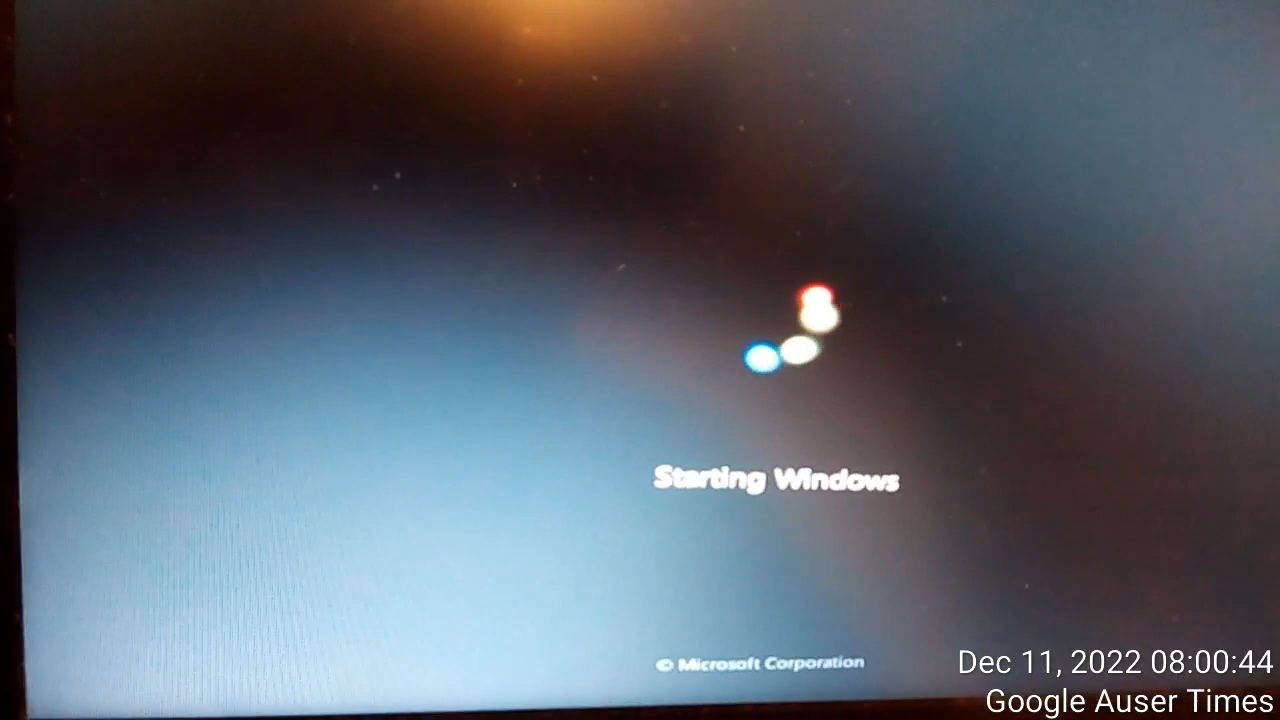 Starting Windows
© Microsoft Corporation
Dec 11, 2022 08:00:44
Google Auser Times